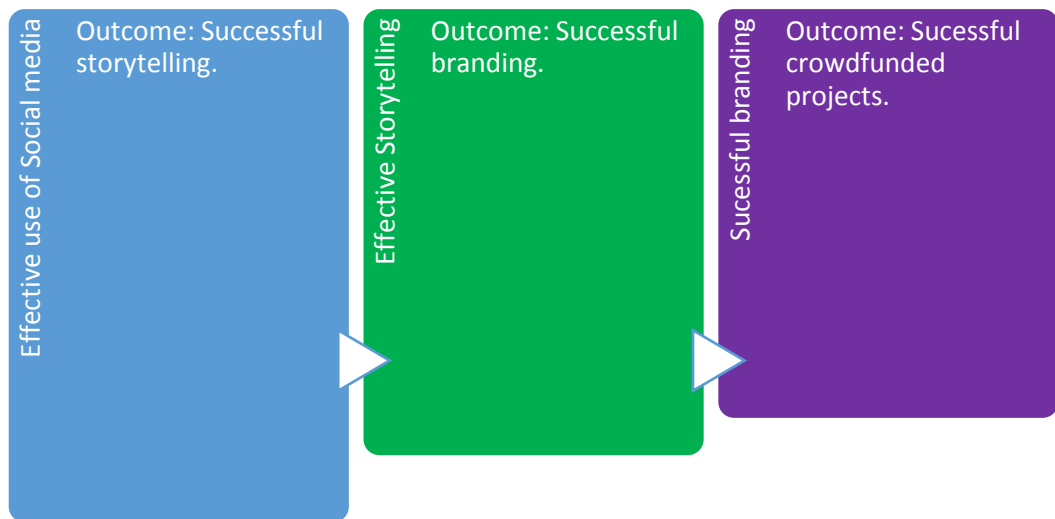 Effective use of Social media
Outcome: Successful
storytelling.
Effective Storytelling
Outcome: Successful
branding.
Sucessful branding
Outcome: Sucessful
crowdfunded
projects.